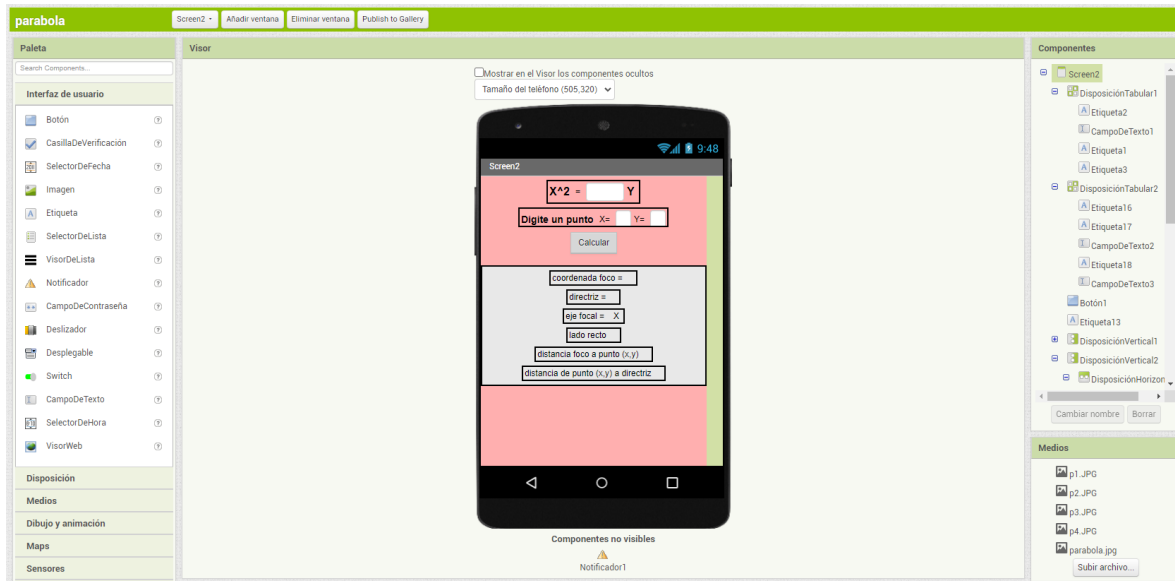 parabola
Screen2 Añadir ventana Eliminar ventana Publish to Gallery
Paleta
Search Components...
Interfaz de usuario
Botón
CasillaDeVerificación
SelectorDeFecha
Imagen
Etiqueta
SelectorDeLista
VisorDeLista
Notificador
CampoDeContraseña
Deslizador
Desplegable
Switch
CampoDeTexto
SelectorDeHora
VisorWeb
Disposición
Medios
Dibujo y animación
Maps
Sensores
Visor
Mostrar en el Visor los componentes ocultos
Tamaño del teléfono (505,320)
9:48
Screen2
X^2 = Y
Digite un punto X= Y=
Calcular
coordenada foco =
directriz =
eje focal = X
lado recto
distancia foco a punto (x,y)
distancia de punto (x,y) a directriz
Componentes no visibles
Notificador1
Componentes
Screen2
DisposiciónTabular1
Etiqueta2
CampoDeTexto1
Etiqueta1
Etiqueta3
DisposiciónTabular2
Etiqueta16
Etiqueta17
CampoDeTexto2
Etiqueta18
CampoDeTexto3
Botón1
Etiqueta13
DisposiciónVertical1
DisposiciónVertical2
DisposiciónHorizon
Cambiar nombre Borrar
Medios
p1.JPG
p2.JPG
p3.JPG
p4.JPG
parabola.jpg
Subir archivo...